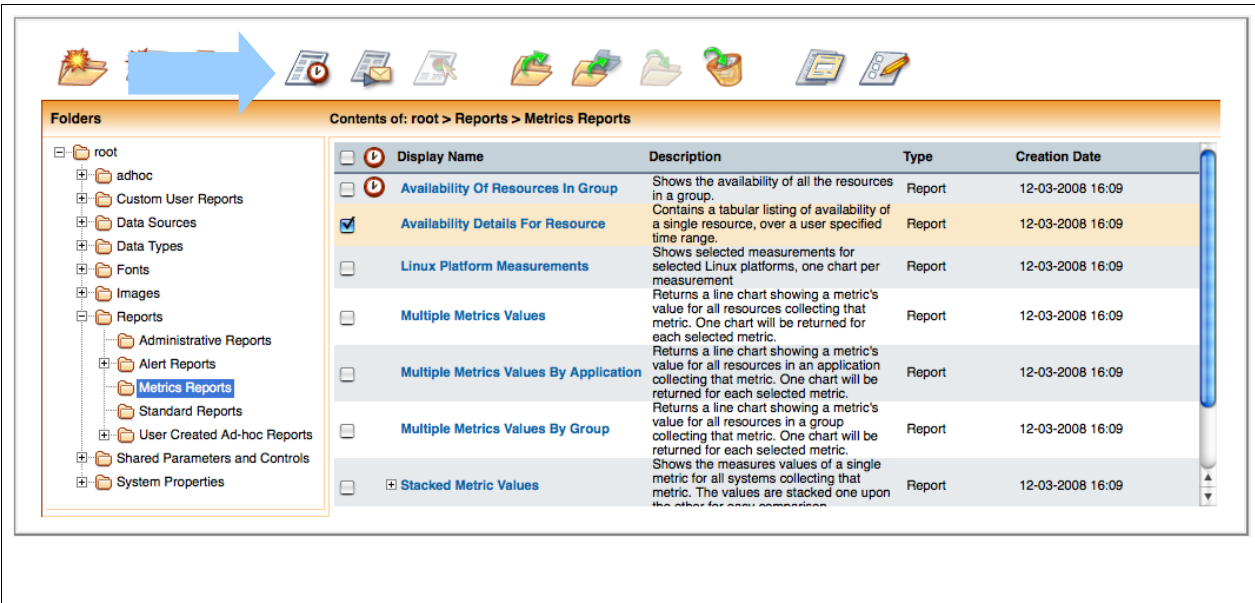 Folders
Contents of: root > Reports > Metrics Reports
root
adhoc
Custom User Reports
Data Sources
Data Types
Fonts
Images
Reports
Administrative Reports
Alert Reports
Metrics Reports
Standard Reports
User Created Ad-hoc Reports
Shared Parameters and Controls
System Properties
Display Name Description Type Creation Date
Availability Of Resources In Group
Shows the availability of all the resources
in a group.
Report 12-03-2008 16:09
Availability Details For Resource
Contains a tabular listing of availability of
a single resource, over a user specified
time range.
Report 12-03-2008 16:09
Linux Platform Measurements
Shows selected measurements for
selected Linux platforms, one chart per
measurement
Report 12-03-2008 16:09
Multiple Metrics Values
Returns a line chart showing a metric's
value for all resources collecting that
metric. One chart will be returned for
each selected metric.
Report 12-03-2008 16:09
Multiple Metrics Values By Application
Returns a line chart showing a metric's
value for all resources in an application
collecting that metric. One chart will be
returned for each selected metric.
Report 12-03-2008 16:09
Multiple Metrics Values By Group
Returns a line chart showing a metric's
value for all resources in a group
collecting that metric. One chart will be
returned for each selected metric.
Report 12-03-2008 16:09
Stacked Metric Values
Shows the measures values of a single
metric for all systems collecting that
metric. The values are stacked one upon
the other for easy comparison
Report 12-03-2008 16:09